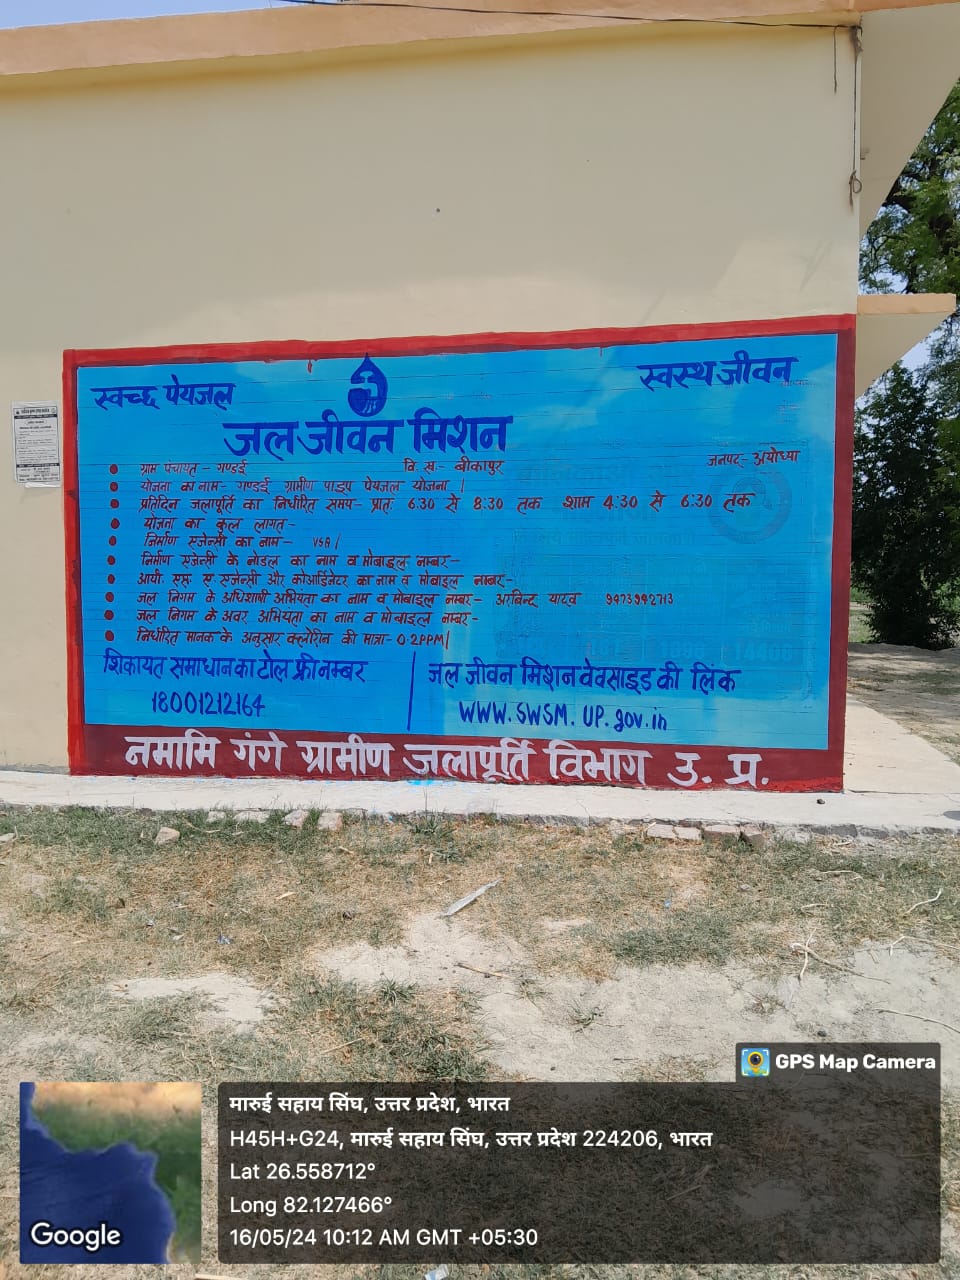 स्वच्छ पेयजल
स्वस्थ जीवन
जल जीवन मिशन
ग्राम पंचायत- गण्डई वि. स.- बीकापुर जनपद- अयोध्या
योजना का नाम- गण्डई ग्रामीण पाइप पेयजल योजना।
प्रतिदिन जलापूर्ति का निर्धारित समय- प्रातः 6:30 से 8:30 तक शाम 4:30 से 6:30 तक
योजना का कुल लागत-
निर्माण एजेन्सी का नाम- VSA।
निर्माण एजेन्सी के नोडल का नाम व मोबाइल नम्बर-
आयी. एस. ए. एजेन्सी और कोआर्डिनेटर का नाम व मोबाइल नम्बर-
जल निगम के अधिशाषी अभियंता का नाम व मोबाइल नम्बर- अरविन्द यादव 9473942713
जल निगम के अवर अभियंता का नाम व मोबाइल नम्बर-
निर्धारित मानक के अनुसार क्लोरिन की मात्रा- 0.2PPM।
शिकायत समाधान का टोल फ्री नम्बर
18001212164
जल जीवन मिशन वेवसाइड की लिंक
WWW.SWSM.UP.gov.in
नमामि गंगे ग्रामीण जलापूर्ति विभाग उ. प्र.
GPS Map Camera
मारुई सहाय सिंघ, उत्तर प्रदेश, भारत
H45H+G24, मारुई सहाय सिंघ, उत्तर प्रदेश 224206, भारत
Lat 26.558712°
Long 82.127466°
16/05/24 10:12 AM GMT +05:30
Google